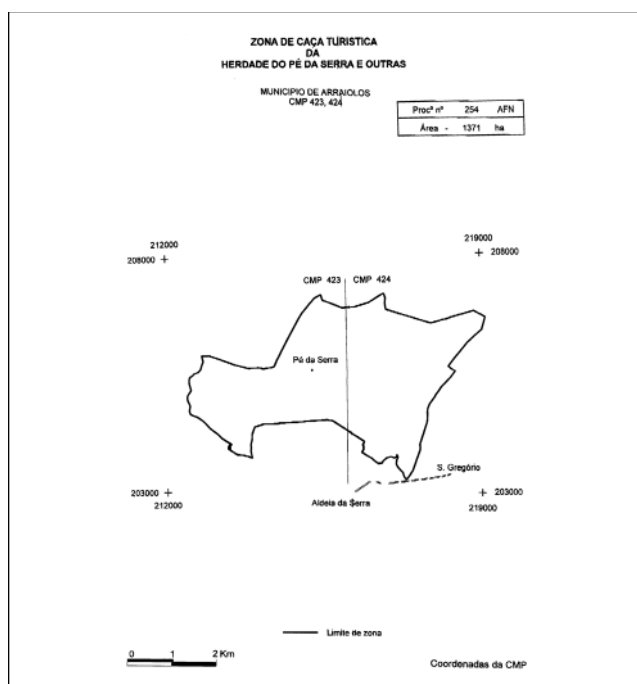 ZONA DE CAÇA TURISTICA
DA
HERDADE DO PÉ DA SERRA E OUTRAS
MUNICIPIO DE ARRAIOLOS
CMP 423, 424
Procº nº 254 AFN
Área - 1371 ha
212000
208000
219000
208000
CMP 423
CMP 424
Pé da Serra
S. Gregório
Aldeia da Serra
203000
212000
203000
219000
Limite de zona
0 1 2 Km
Coordenadas da CMP